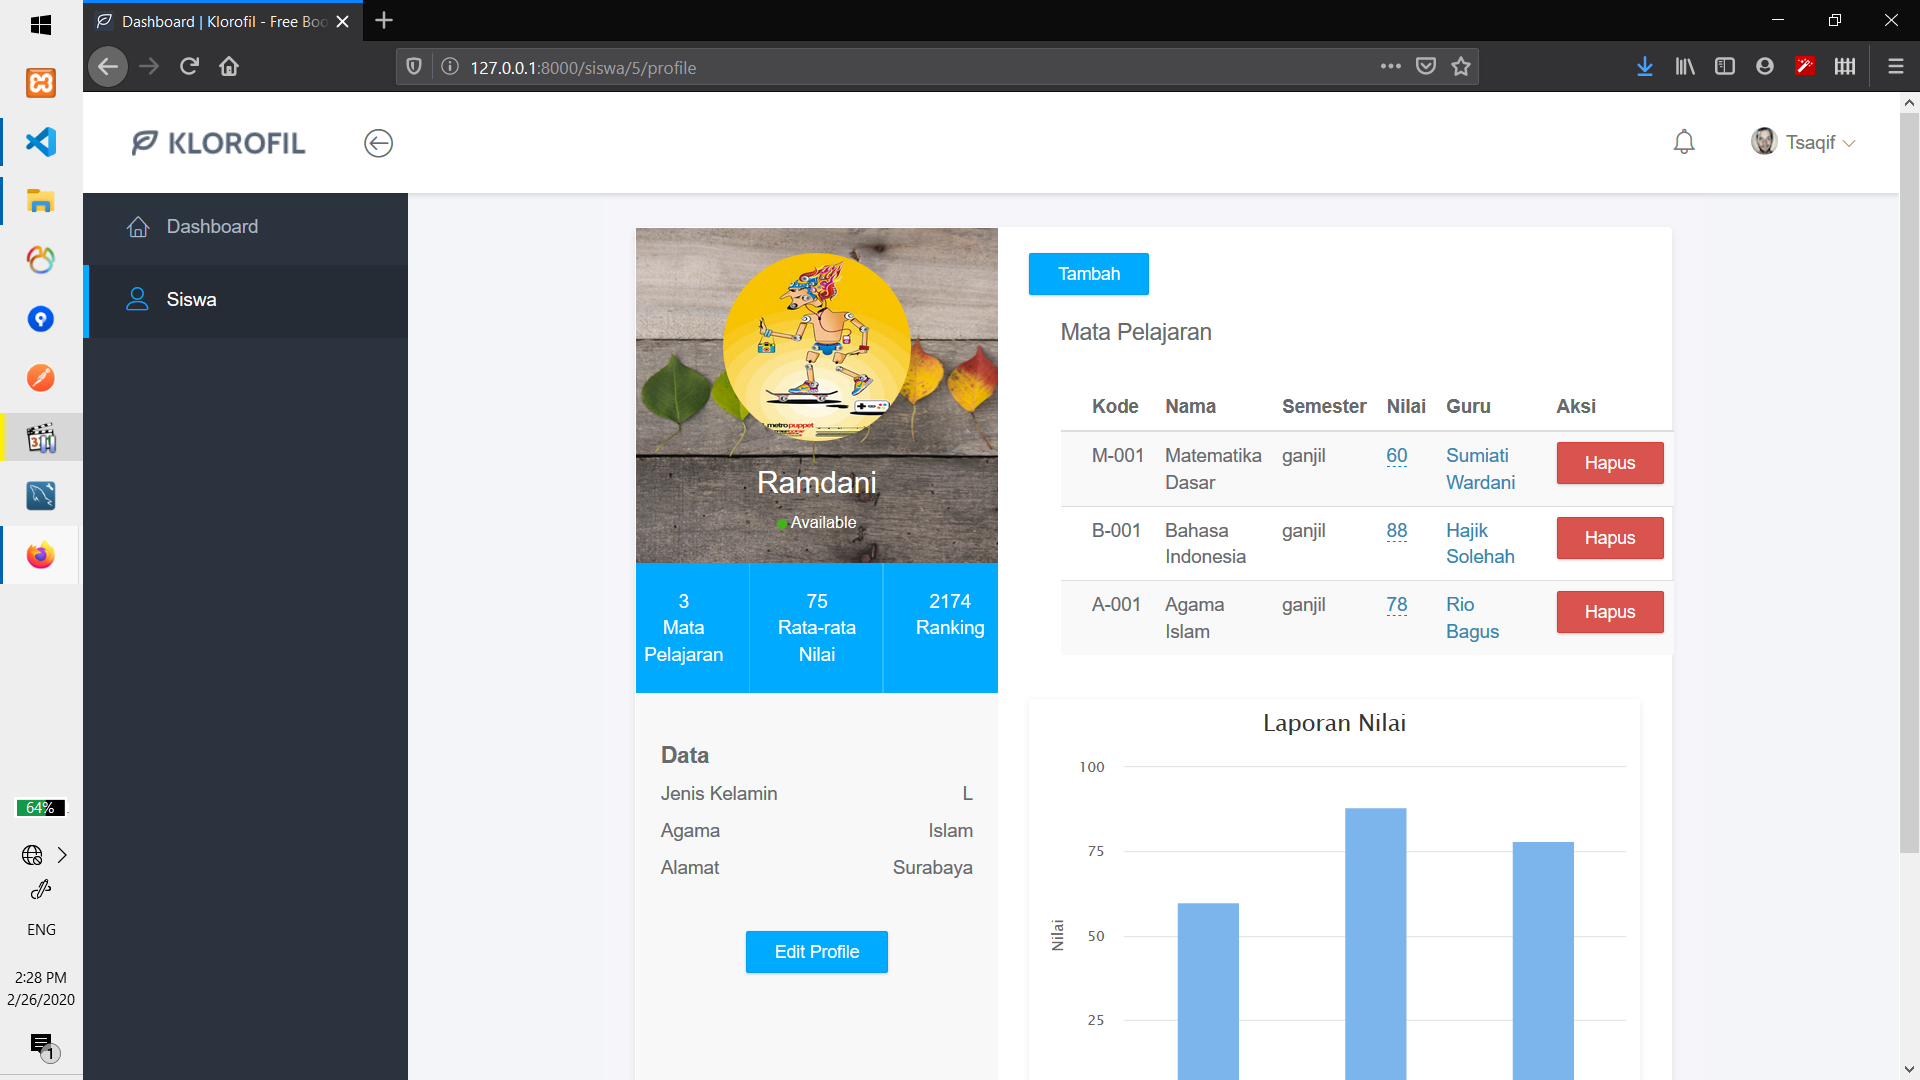 Dashboard | Klorofil - Free Boo
127.0.0.1:8000/siswa/5/profile
KLOROFIL
Tsaqif
Dashboard
Siswa
metropuppet
Ramdani
Available
3
Mata
Pelajaran
75
Rata-rata
Nilai
2174
Ranking
Data
Jenis Kelamin L
Agama Islam
Alamat Surabaya
Edit Profile
Tambah
Mata Pelajaran
Kode Nama Semester Nilai Guru Aksi
M-001 Matematika Dasar ganjil 60 Sumiati Wardani Hapus
B-001 Bahasa Indonesia ganjil 88 Hajik Solehah Hapus
A-001 Agama Islam ganjil 78 Rio Bagus Hapus
Laporan Nilai
Nilai
100
75
50
25
64%
ENG
2:28 PM
2/26/2020
1